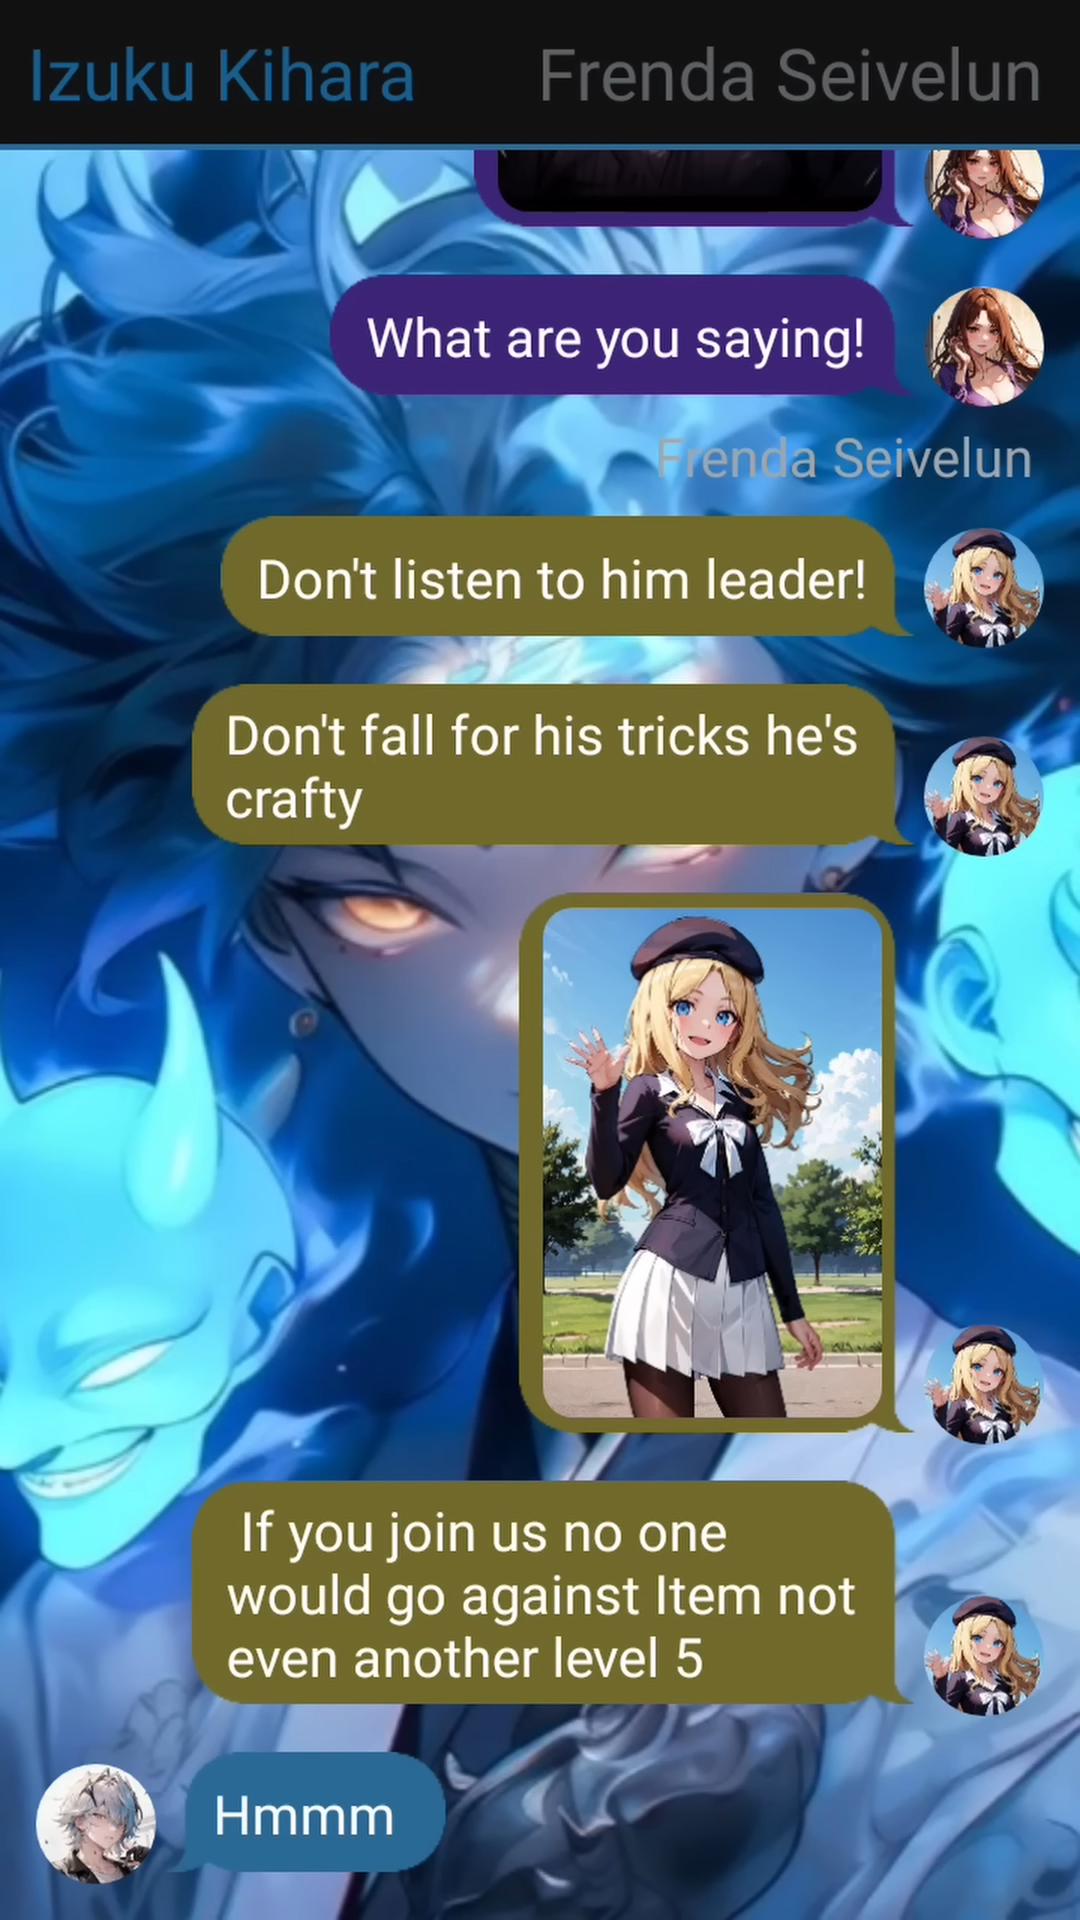 Izuku Kihara
Frenda Seivelun
What are you saying!
Frenda Seivelun
Don't listen to him leader!
Don't fall for his tricks he's
crafty
If you join us no one
would go against Item not
even another level 5
Hmmm